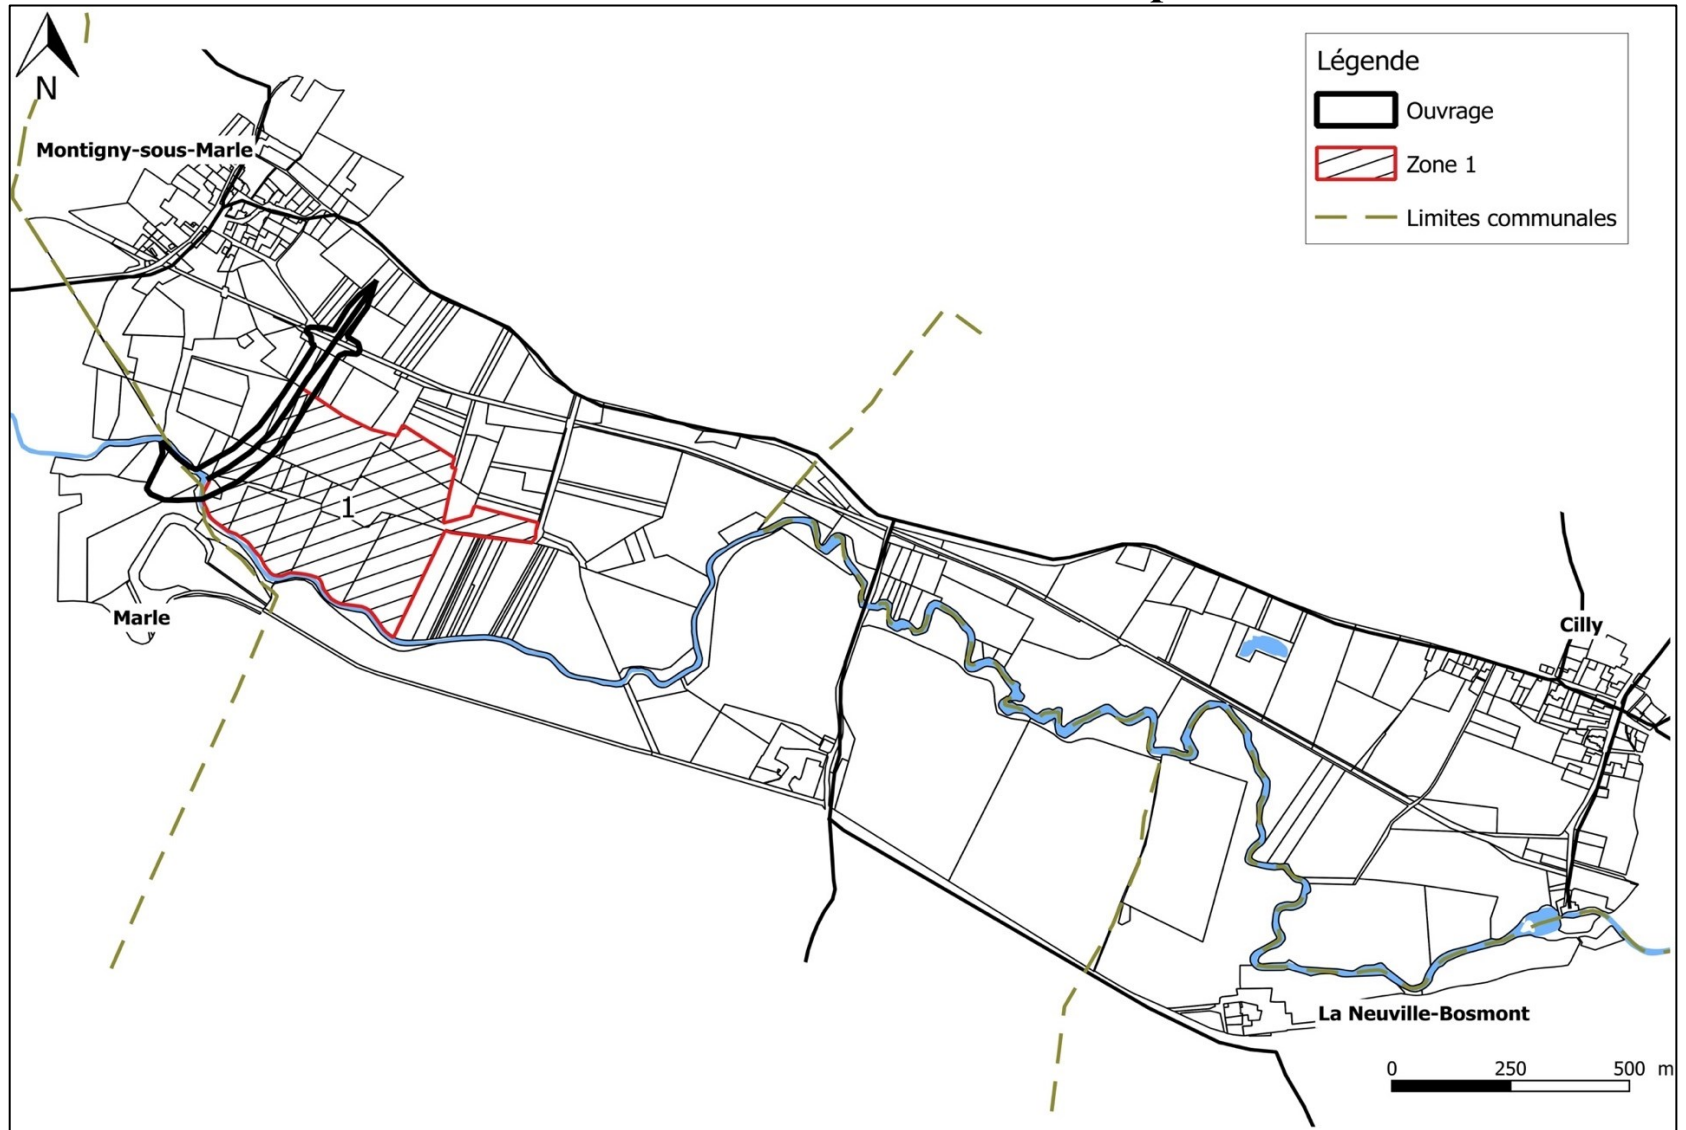 N
Légende
Ouvrage
Zone 1
Limites communales
Montigny-sous-Marle
1
Marle
Cilly
La Neuville-Bosmont
0 250 500 m